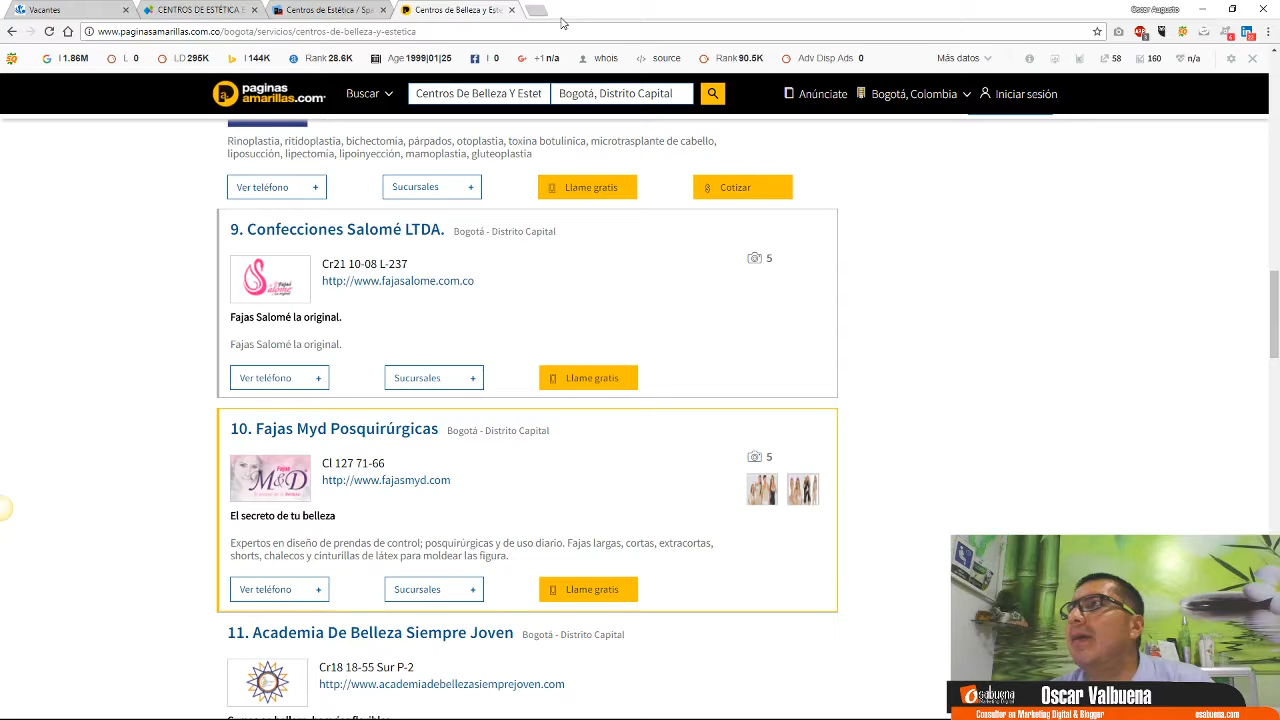 Vacantes
CENTROS DE ESTÉTICA E
Centros de Estética / Spa
Centros de Belleza y Este
Oscar Augusto
www.paginasamarillas.com.co/bogota/servicios/centros-de-belleza-y-estetica
I 1.86M
L 0
LD 295K
I 144K
Rank 28.6K
Age 1999|01|25
I 0
+1 n/a
whois
source
Rank 90.5K
Adv Disp Ads 0
Más datos
58
160
n/a
paginas
amarillas.com
Buscar
Centros De Belleza Y Estet
Bogotá, Distrito Capital
Anúnciate
Bogotá, Colombia
Iniciar sesión
Rinoplastia, ritidoplastia, bichectomia, párpados, otoplastia, toxina botulínica, microtrasplante de cabello,
liposucción, lipectomia, lipoinyección, mamoplastia, gluteoplastia
Ver teléfono +
Sucursales +
Llame gratis
Cotizar
9. Confecciones Salomé LTDA. Bogotá - Distrito Capital
5
Cr21 10-08 L-237
http://www.fajasalome.com.co
Fajas Salomé la original.
Fajas Salomé la original.
Ver teléfono +
Sucursales +
Llame gratis
10. Fajas Myd Posquirúrgicas Bogotá - Distrito Capital
5
Fajas
M&D
Cl 127 71-66
http://www.fajasmyd.com
El secreto de tu belleza
Expertos en diseño de prendas de control; posquirúrgicas y de uso diario. Fajas largas, cortas, extracortas,
shorts, chalecos y cinturillas de látex para moldear las figura.
Ver teléfono +
Sucursales +
Llame gratis
11. Academia De Belleza Siempre Joven Bogotá - Distrito Capital
Cr18 18-55 Sur P-2
http://www.academiadebellezasiemprejoven.com
osabuena
Marketing Digital
Oscar Valbuena
Consultor en Marketing Digital & Blogger
osabuena.com